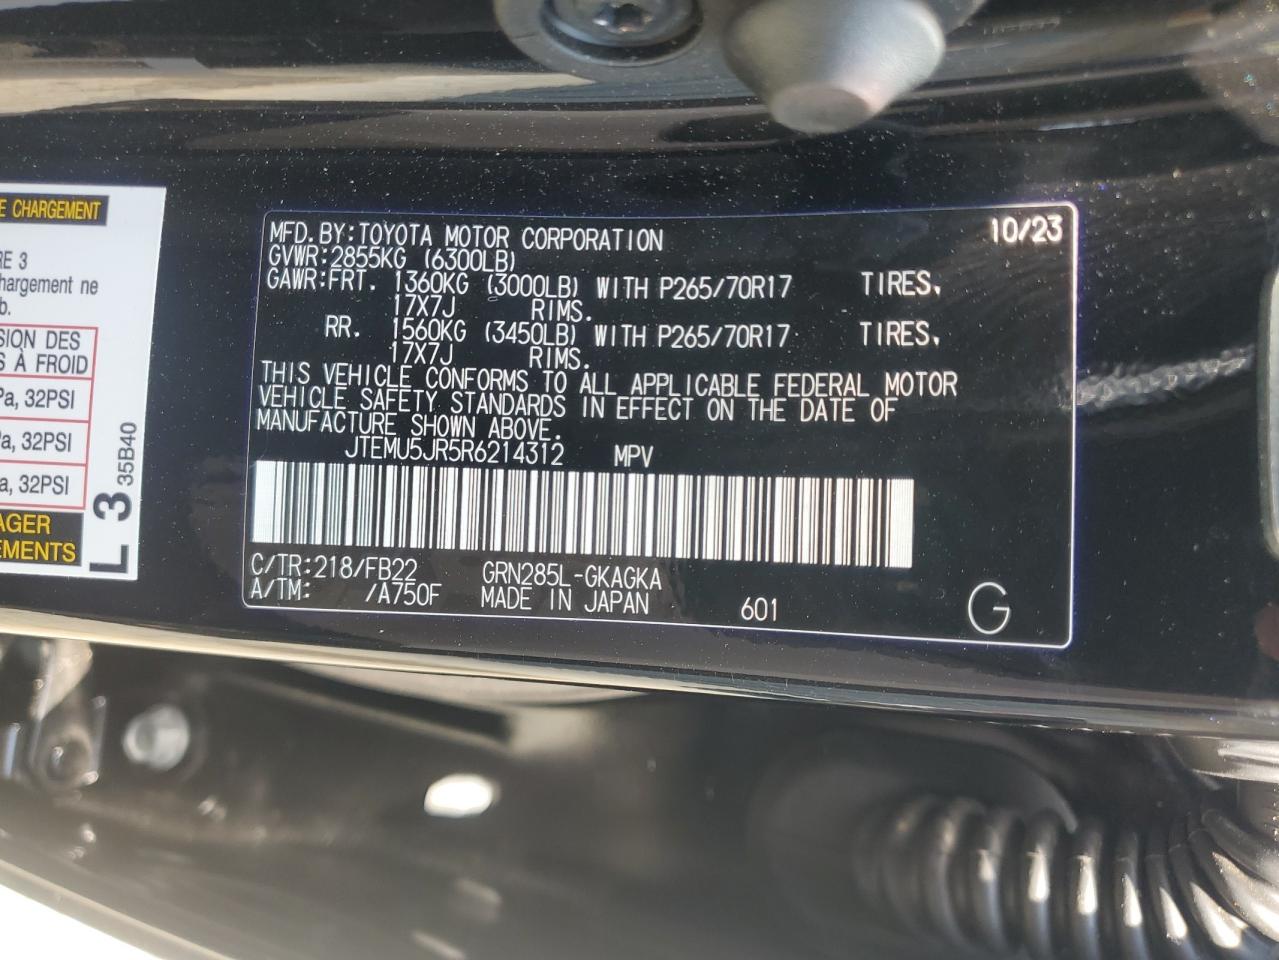 E CHARGEMENT
RE 3
hargement ne
b.
SION DES
S À FROID
Pa, 32PSI
Pa, 32PSI
a, 32PSI
AGER
EMENTS
L 3 35B40
MFD.BY:TOYOTA MOTOR CORPORATION 10/23
GVWR:2855KG (6300LB)
GAWR:FRT. 1360KG (3000LB) WITH P265/70R17 TIRES,
17X7J RIMS.
RR. 1560KG (3450LB) WITH P265/70R17 TIRES,
17X7J RIMS.
THIS VEHICLE CONFORMS TO ALL APPLICABLE FEDERAL MOTOR
VEHICLE SAFETY STANDARDS IN EFFECT ON THE DATE OF
MANUFACTURE SHOWN ABOVE.
JTEMU5JR5R6214312 MPV
C/TR:218/FB22 GRN285L-GKAGKA
A/TM: /A750F MADE IN JAPAN 601 G